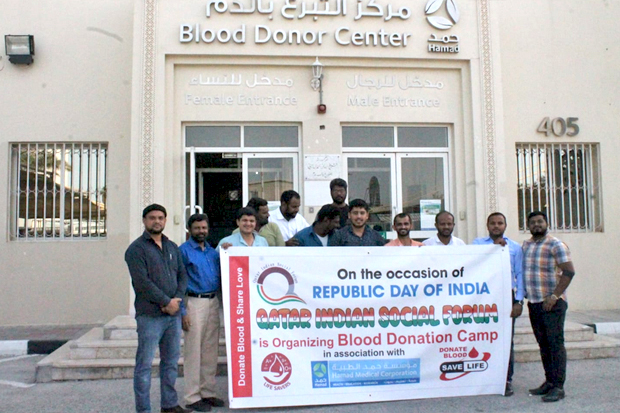 مركز التبرع بالدم
Blood Donor Center
حمد
Hamad
مدخل للنساء
مدخل للرجال
Female Entrance
Male Entrance
405
Donate Blood & Share Love
On the occasion of
REPUBLIC DAY OF INDIA
QATAR INDIAN SOCIAL FORUM
is Organizing Blood Donation Camp
in association with
LIFE SAVERS
حمد
Hamad
مؤسسة حمد الطبية
Hamad Medical Corporation
DONATE BLOOD
SAVE LIFE